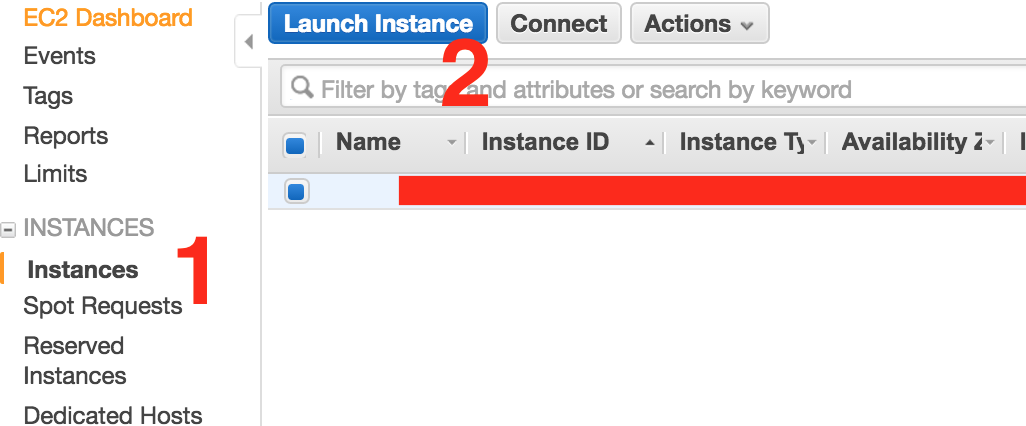 EC2 Dashboard
Events
Tags
Reports
Limits
INSTANCES
Instances
1
Spot Requests
Reserved
Instances
Dedicated Hosts
Launch Instance
Connect
Actions
2
Filter by tags and attributes or search by keyword
Name
Instance ID
Instance Ty
Availability Z